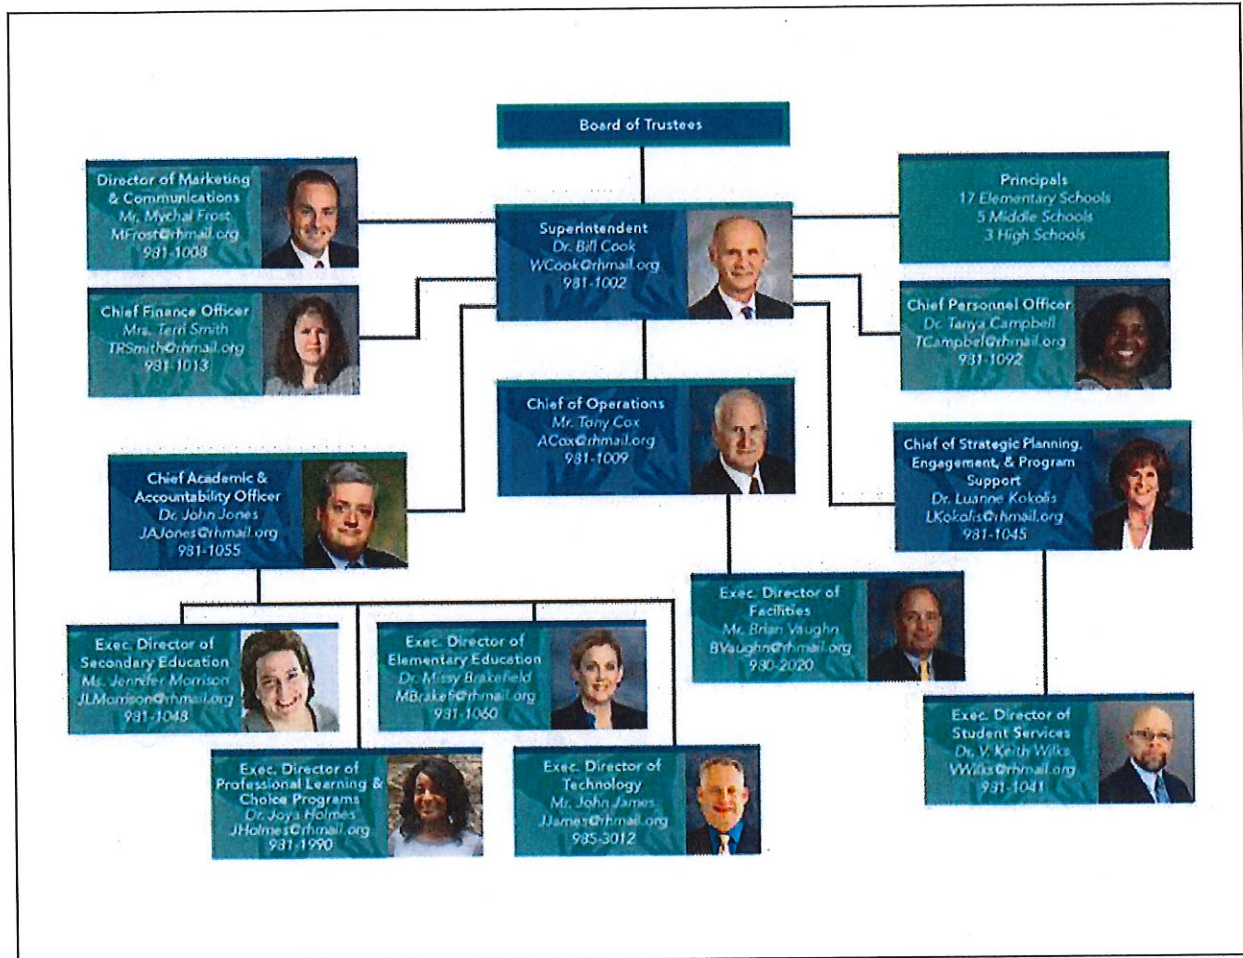 Board of Trustees
Director of Marketing
& Communications
Mr. Mychal Frost
MFrost@rhmail.org
981-1008
Superintendent
Dr. Bill Cook
WCook@rhmail.org
981-1002
Principals
17 Elementary Schools
5 Middle Schools
3 High Schools
Chief Finance Officer
Mrs. Terri Smith
TRSmith@rhmail.org
981-1013
Chief Personnel Officer
Dr. Tanya Campbell
TCampbel@rhmail.org
981-1092
Chief of Operations
Mr. Tony Cox
ACox@rhmail.org
981-1009
Chief of Strategic Planning,
Engagement, & Program
Support
Dr. Luanne Kokolis
LKokolis@rhmail.org
981-1045
Chief Academic &
Accountability Officer
Dr. John Jones
JAJones@rhmail.org
981-1055
Exec. Director of
Facilities
Mr. Brian Vaughn
BVaughn@rhmail.org
980-2020
Exec. Director of
Secondary Education
Ms. Jennifer Morrison
JLMorrison@rhmail.org
981-1048
Exec. Director of
Elementary Education
Dr. Missy Brakefield
MBrakefi@rhmail.org
981-1060
Exec. Director of
Student Services
Dr. V. Keith Wilks
VWilks@rhmail.org
981-1041
Exec. Director of
Professional Learning &
Choice Programs
Dr. Joya Holmes
JHolmes@rhmail.org
981-1990
Exec. Director of
Technology
Mr. John James
JJames@rhmail.org
985-3012